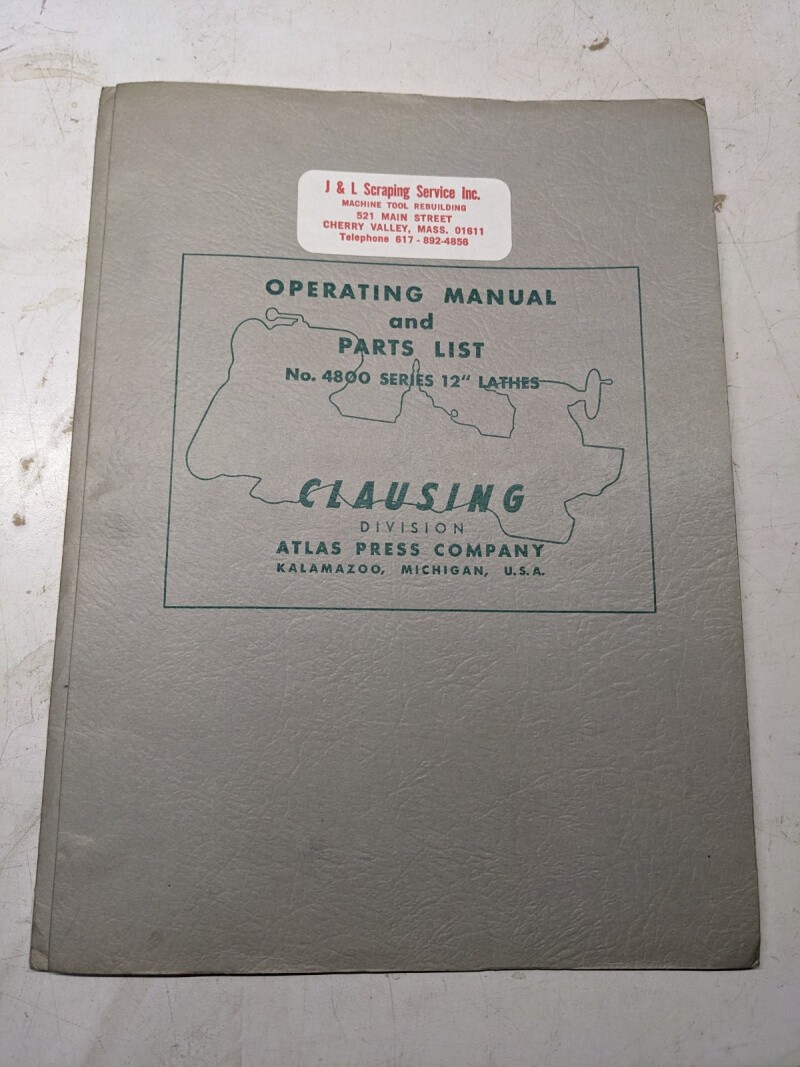 J & L Scraping Service Inc.
MACHINE TOOL REBUILDING
521 MAIN STREET
CHERRY VALLEY, MASS. 01611
Telephone 617 - 892-4856
OPERATING MANUAL
and
PARTS LIST
No. 4800 SERIES 12" LATHES
CLAUSING
DIVISION
ATLAS PRESS COMPANY
KALAMAZOO, MICHIGAN, U.S.A.